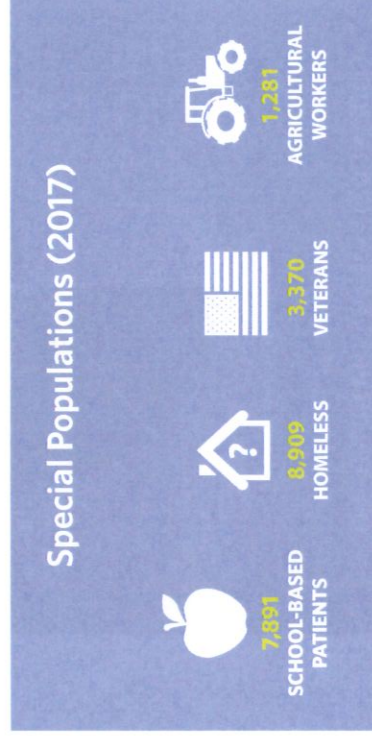 Special Populations (2017)
?
7,891
SCHOOL-BASED
PATIENTS
8,909
HOMELESS
3,370
VETERANS
1,281
AGRICULTURAL
WORKERS